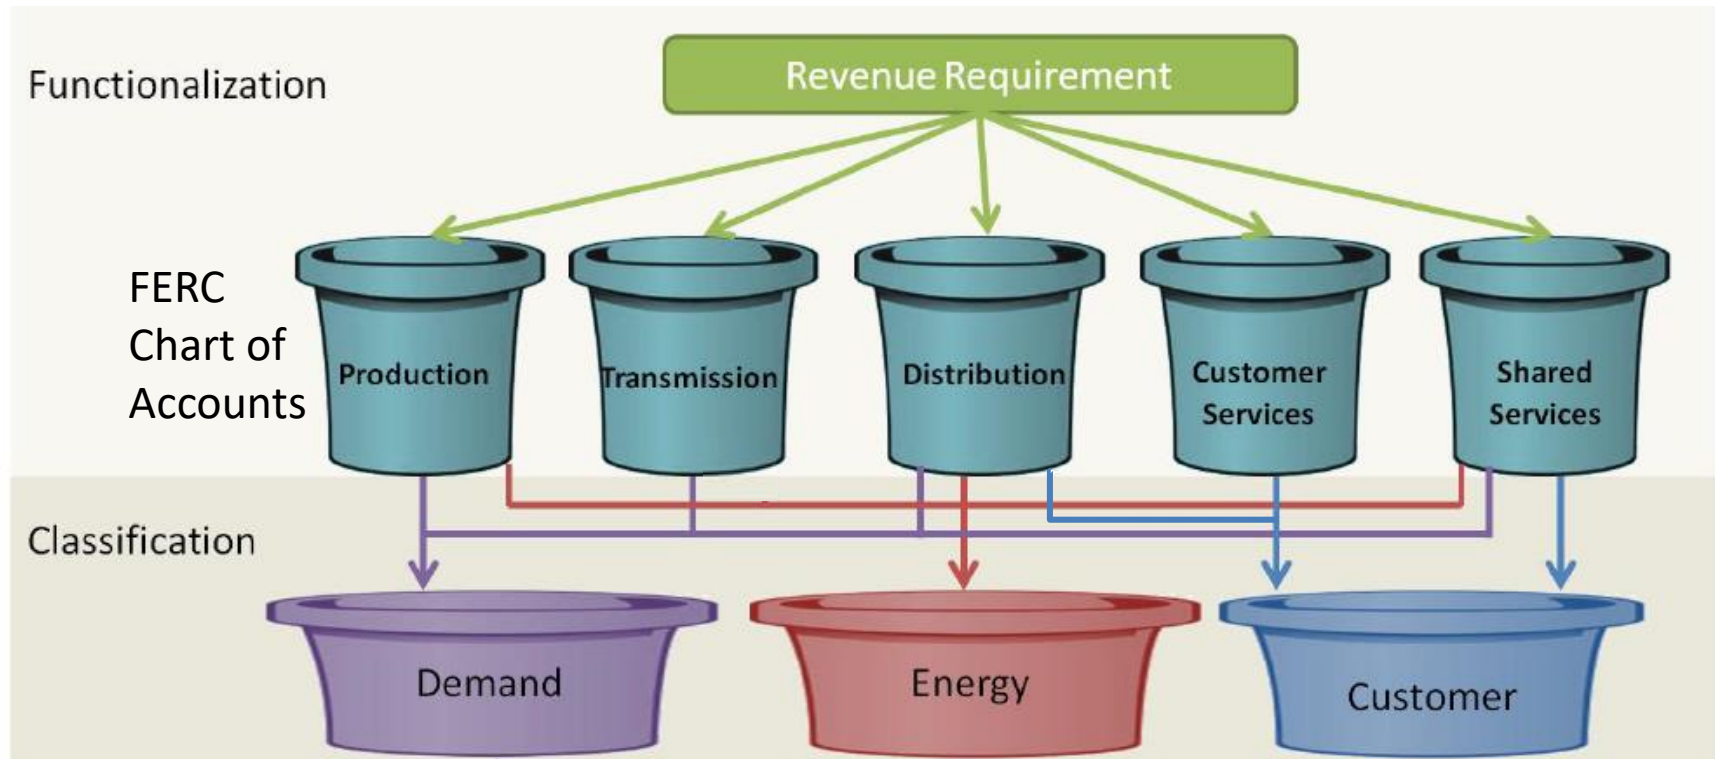 Functionalization
Revenue Requirement
FERC
Chart of
Accounts
Production
Transmission
Distribution
Customer
Services
Shared
Services
Classification
Demand
Energy
Customer